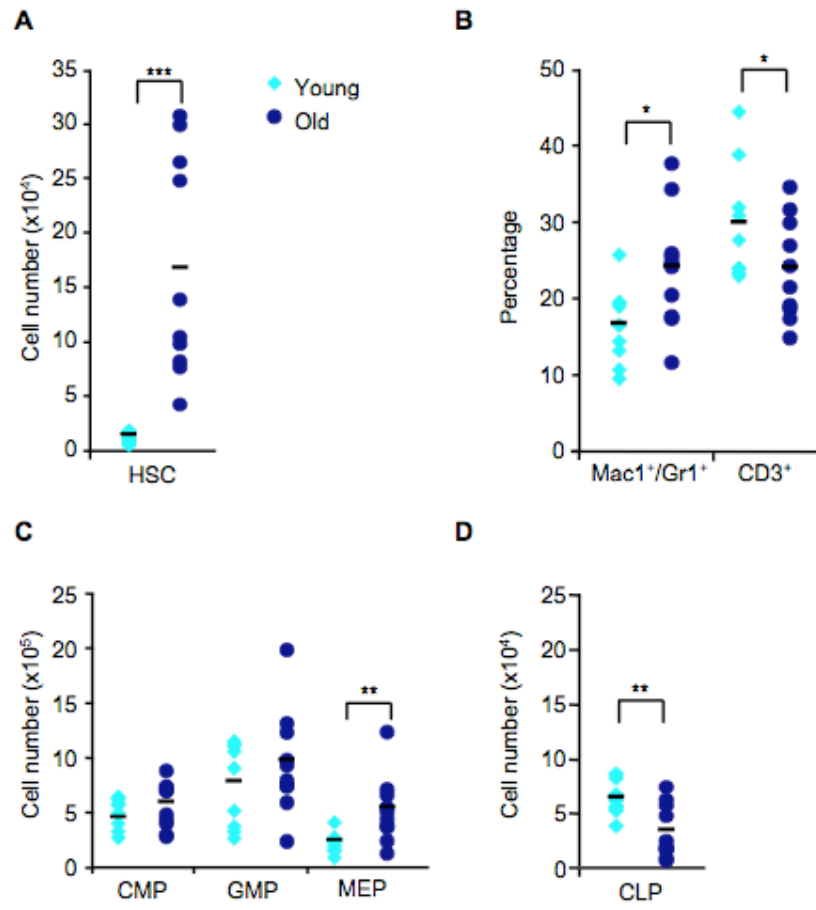 A
Cell number (x10⁴)
35
30
25
20
15
10
5
0
***
HSC
Young
Old
B
Percentage
50
40
30
20
10
0
*
*
Mac1⁺/Gr1⁺
CD3⁺
C
Cell number (x10⁵)
25
20
15
10
5
0
**
CMP
GMP
MEP
D
Cell number (x10⁴)
25
20
15
10
5
0
**
CLP